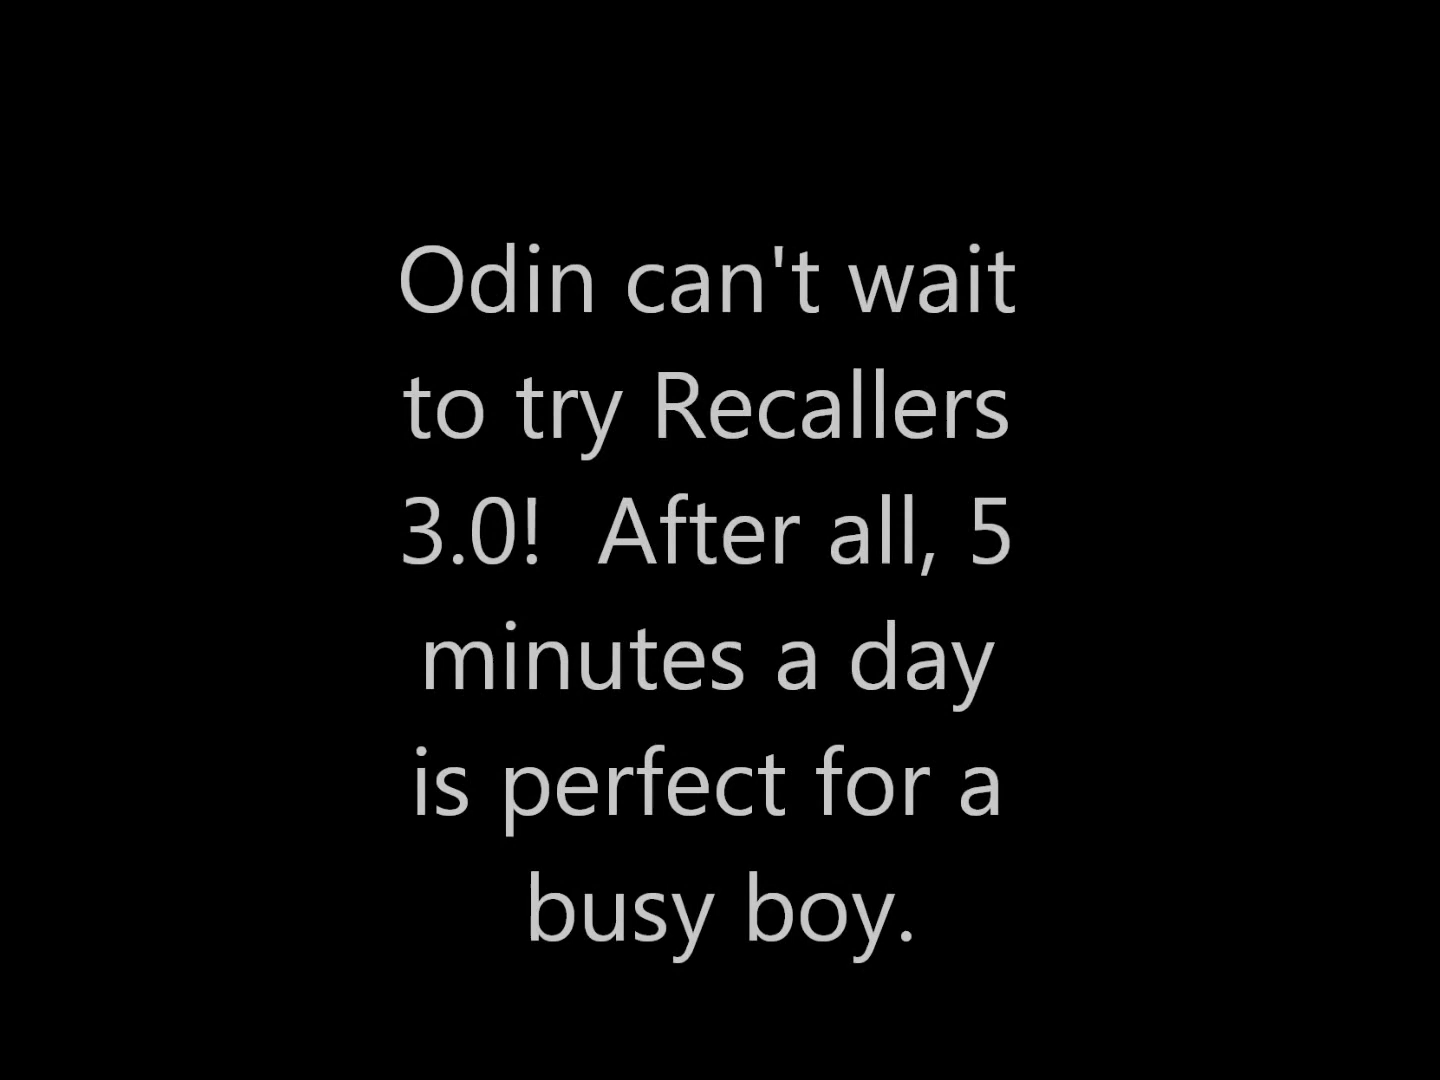 Odin can't wait
to try Recallers
3.0!  After all, 5
minutes a day
is perfect for a
busy boy.